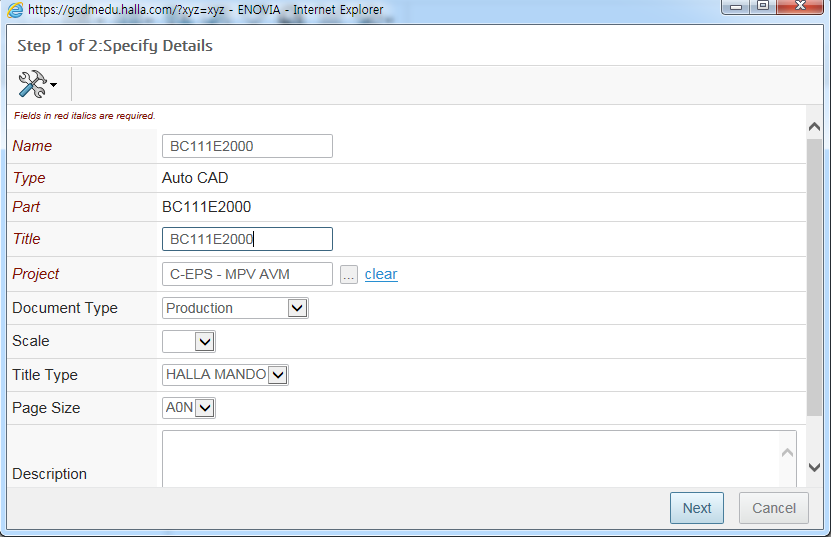 https://gcdmedu.halla.com/?xyz=xyz - ENOVIA - Internet Explorer
Step 1 of 2:Specify Details
Fields in red italics are required.
Name BC111E2000
Type Auto CAD
Part BC111E2000
Title BC111E2000
Project C-EPS - MPV AVM ... clear
Document Type Production
Scale
Title Type HALLA MANDO
Page Size A0N
Description
Next Cancel